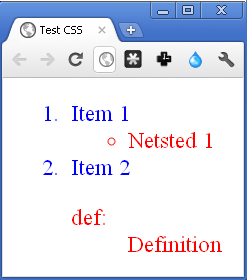 Test CSS
1. Item 1
Netsted 1
2. Item 2
def:
Definition